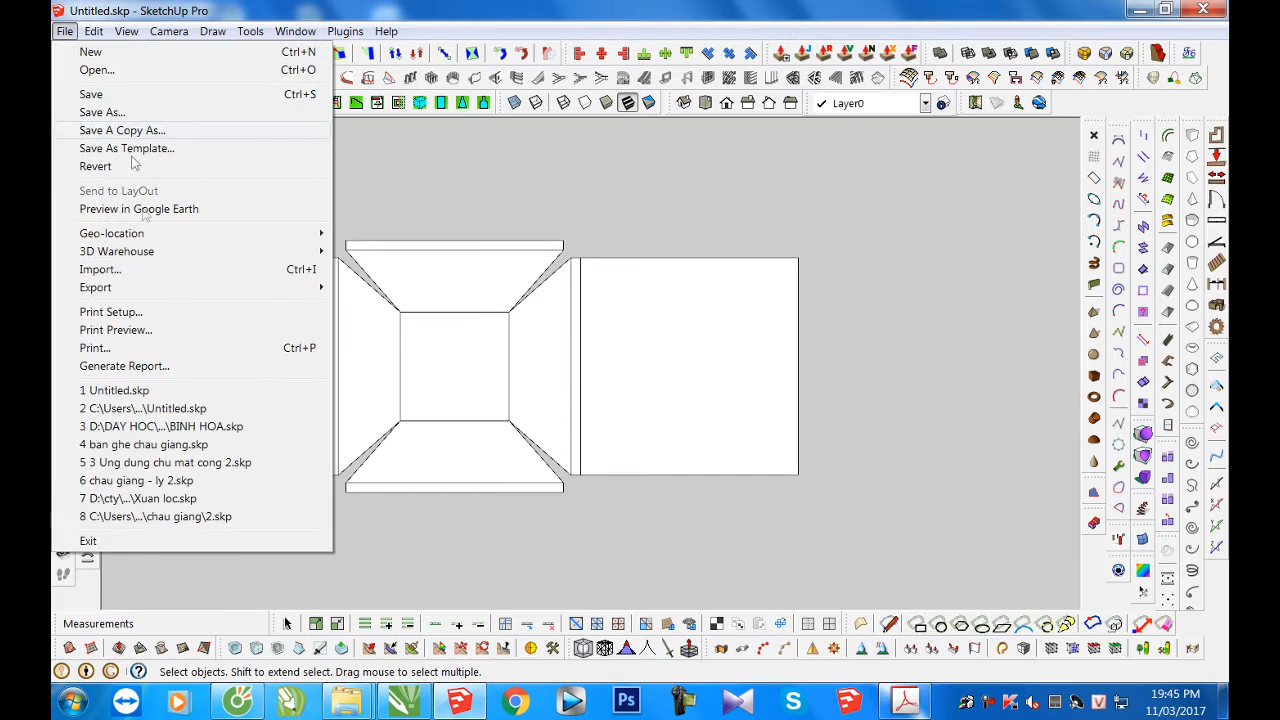 Untitled.skp - SketchUp Pro
File Edit View Camera Draw Tools Window Plugins Help
New Ctrl+N
Open... Ctrl+O
Save Ctrl+S
Save As...
Save A Copy As...
Save As Template...
Revert
Send to LayOut
Preview in Google Earth
Geo-location
3D Warehouse
Import... Ctrl+I
Export
Print Setup...
Print Preview...
Print... Ctrl+P
Generate Report...
1 Untitled.skp
2 C:\Users\...\Untitled.skp
3 D:\DAY HOC\...\BINH HOA.skp
4 ban ghe chau giang.skp
5 3 Ung dung chu mat cong 2.skp
6 chau giang - ly 2.skp
7 D:\cty\...\Xuan loc.skp
8 C:\Users\...\chau giang\2.skp
Exit
Layer0
Measurements
Select objects. Shift to extend select. Drag mouse to select multiple.
Ps
19:45 PM
11/03/2017